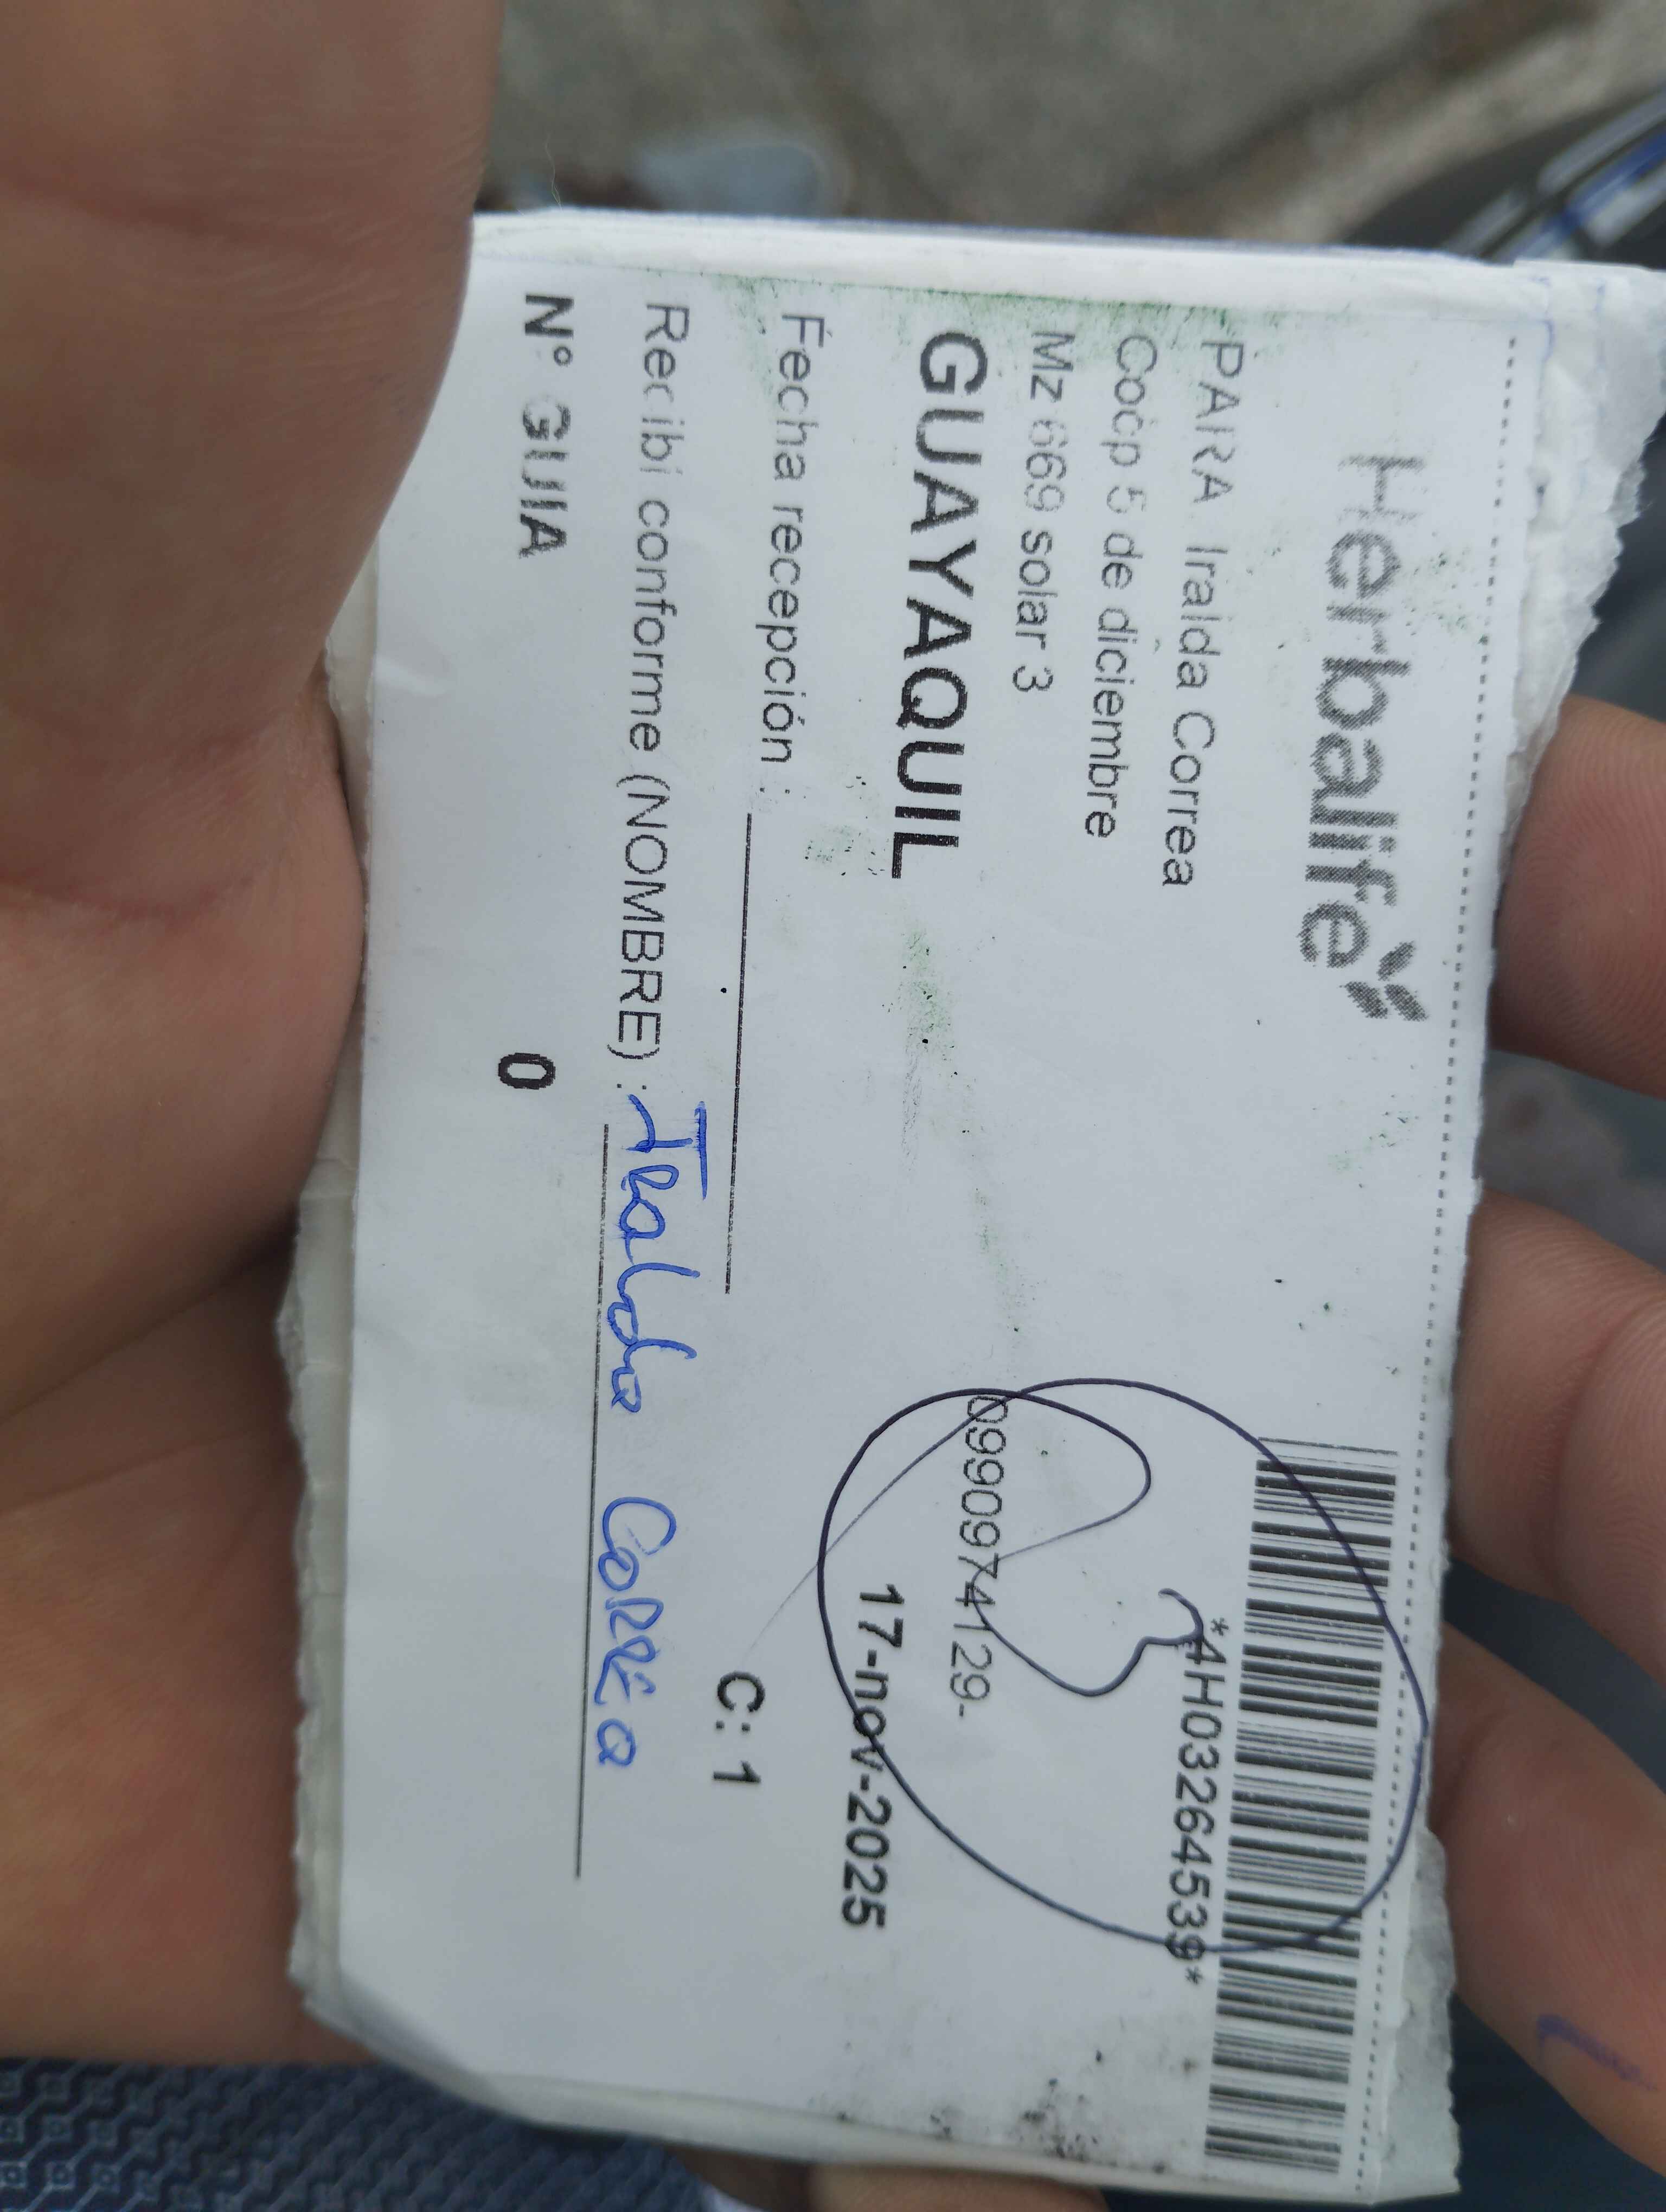 Herbalife
*4H03264539*
PARA Iralda Correa
Cocp 5 de diciembre
Mz 669 solar 3
0990974129-
GUAYAQUIL
17-nov-2025
Fecha recepción :
C: 1
Recibi conforme (NOMBRE) : Iralda Correa
N° GUIA 0